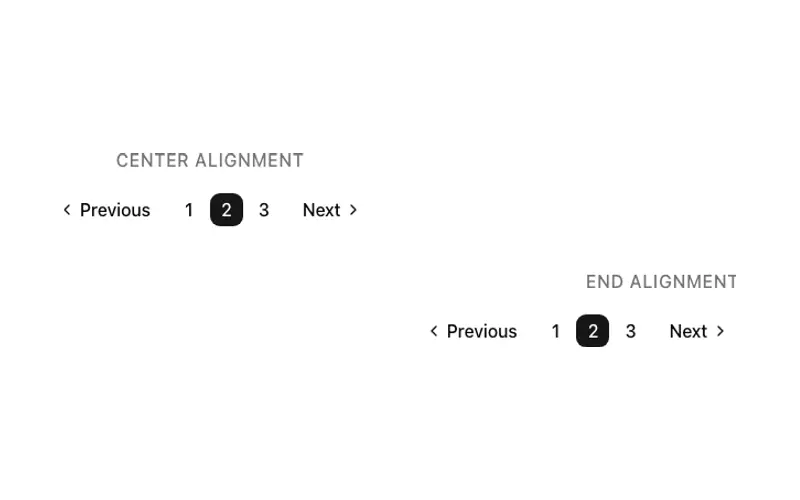 CENTER ALIGNMENT
Previous 1 2 3 Next
END ALIGNMENT
Previous 1 2 3 Next